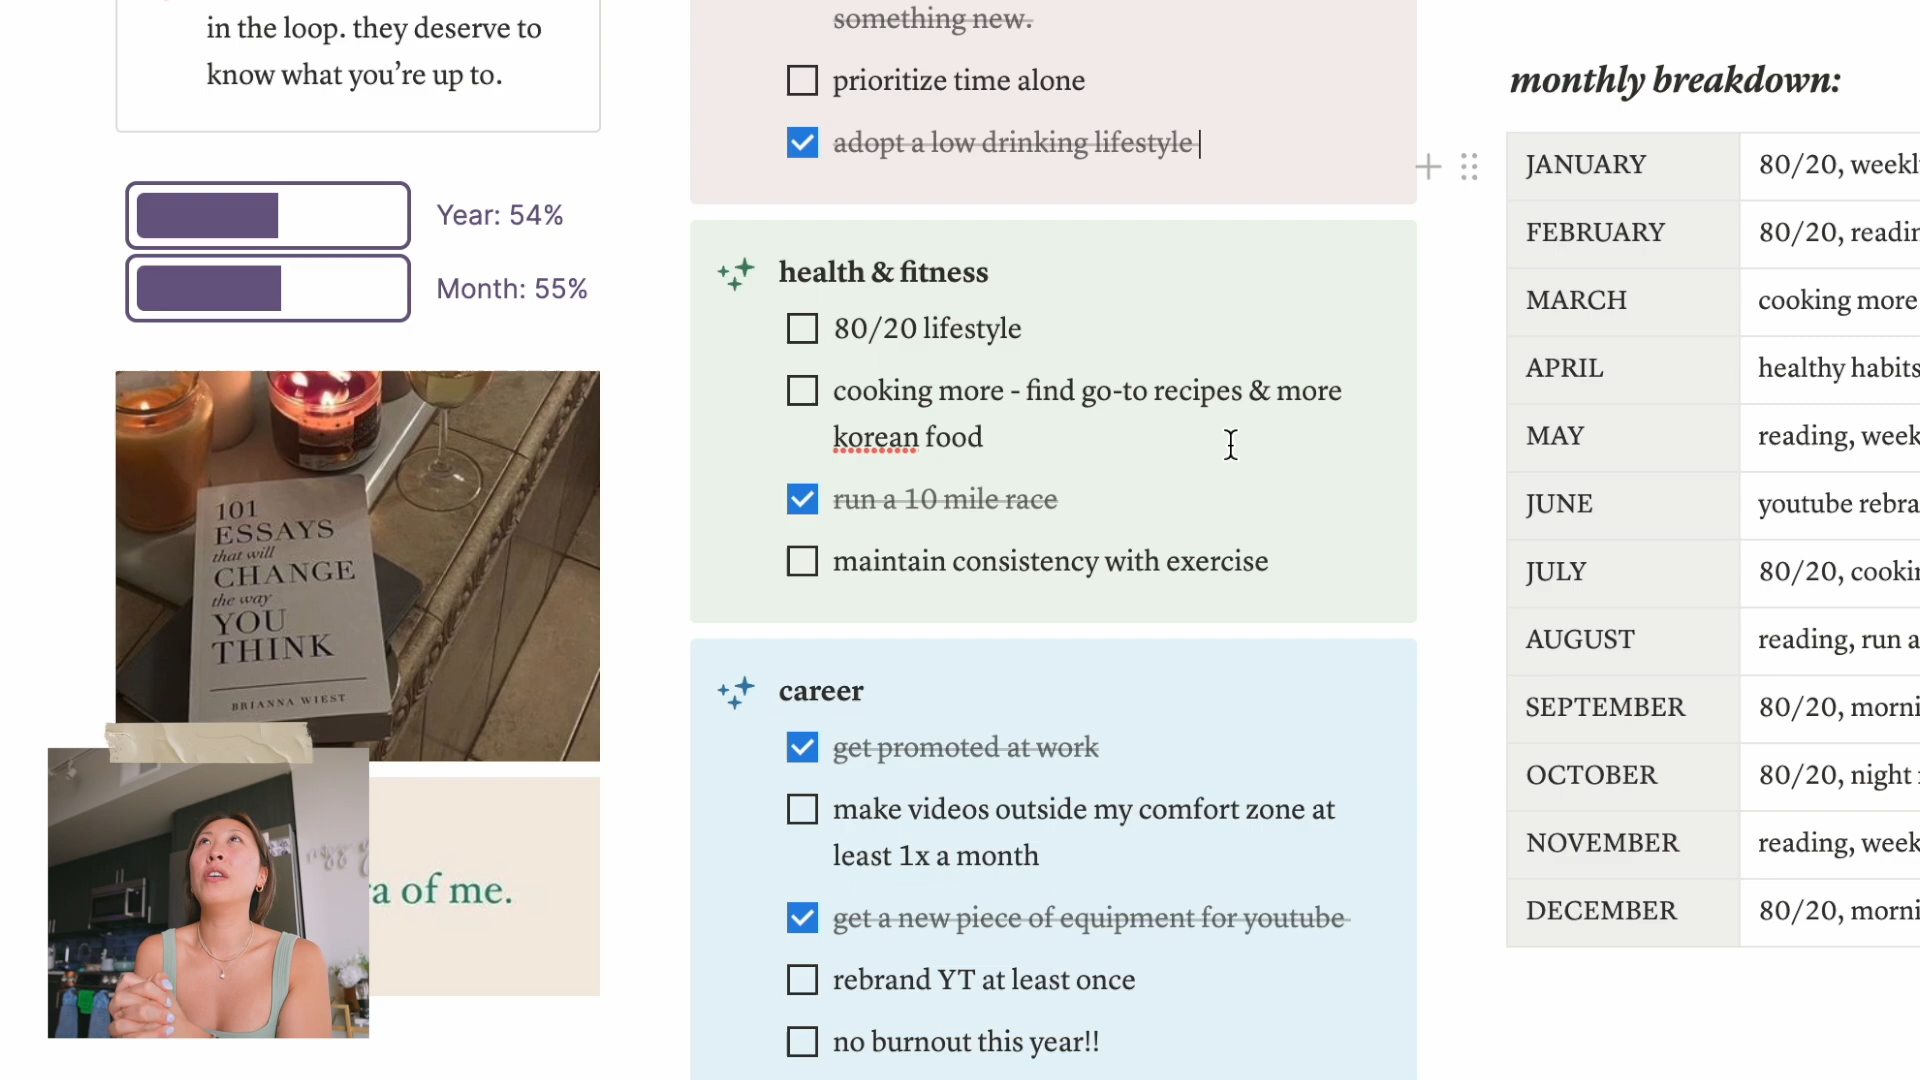 in the loop. they deserve to
know what you’re up to.
Year: 54%
Month: 55%
101
ESSAYS
that will
CHANGE
the way
YOU
THINK
BRIANNA WIEST
a of me.
something new.
prioritize time alone
adopt a low drinking lifestyle
health & fitness
80/20 lifestyle
cooking more - find go-to recipes & more
korean food
run a 10 mile race
maintain consistency with exercise
career
get promoted at work
make videos outside my comfort zone at
least 1x a month
get a new piece of equipment for youtube
rebrand YT at least once
no burnout this year!!
monthly breakdown:
JANUARY 80/20, weekl
FEBRUARY 80/20, readin
MARCH cooking more
APRIL healthy habits
MAY reading, week
JUNE youtube rebra
JULY 80/20, cookin
AUGUST reading, run a
SEPTEMBER 80/20, morni
OCTOBER 80/20, night
NOVEMBER reading, week
DECEMBER 80/20, morni